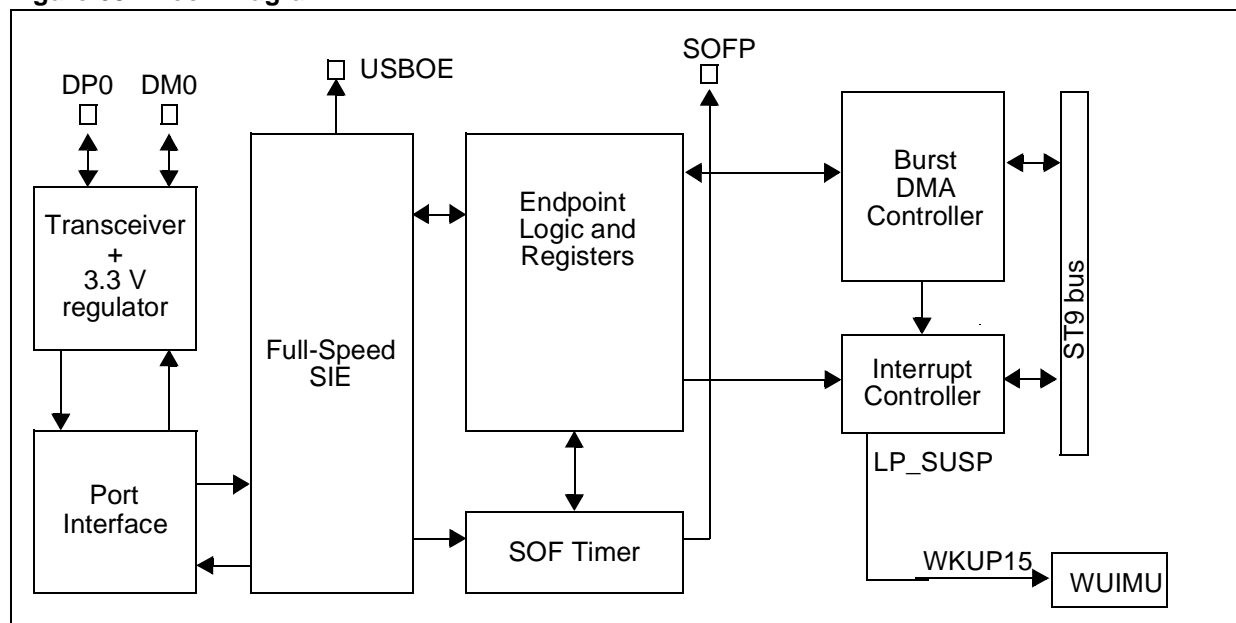 DP0
DM0
USBOE
SOFP
Transceiver
+
3.3 V
regulator
Full-Speed
SIE
Endpoint
Logic and
Registers
Burst
DMA
Controller
ST9 bus
Interrupt
Controller
LP_SUSP
Port
Interface
SOF Timer
WKUP15
WUIMU